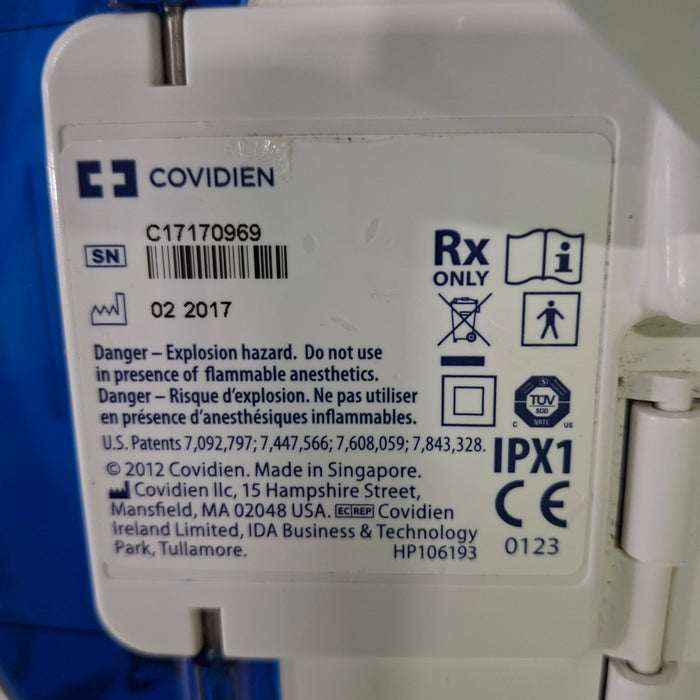 COVIDIEN
C17170969
SN
02 2017
Rx
ONLY
i
Danger – Explosion hazard. Do not use
in presence of flammable anesthetics.
Danger – Risque d'explosion. Ne pas utiliser
en présence d'anesthésiques inflammables.
U.S. Patents 7,092,797; 7,447,566; 7,608,059; 7,843,328.
© 2012 Covidien. Made in Singapore.
Covidien llc, 15 Hampshire Street,
Mansfield, MA 02048 USA. EC REP Covidien
Ireland Limited, IDA Business & Technology
Park, Tullamore.
HP106193
S
TÜV
SÜD
NRTL
C US
IPX1
CE
0123